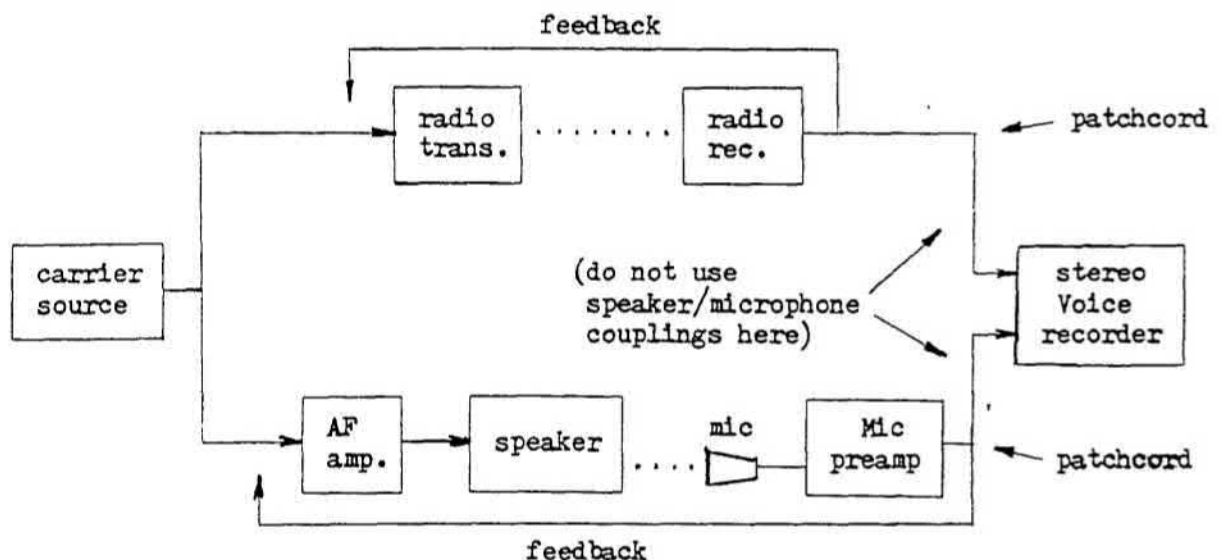 feedback
radio
trans.
radio
rec.
patchcord
carrier
source
(do not use
speaker/microphone
couplings here)
stereo
Voice
recorder
AF
amp.
speaker
mic
Mic
preamp
patchcord
feedback